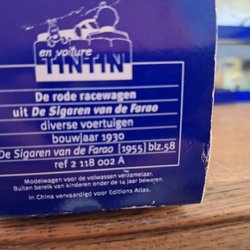 en voiture
TINTIN
De rode racewagen
uit De Sigaren van de Farao
diverse voertuigen
bouwjaar 1930
De Sigaren van de Farao [1955] blz.58
ref 2 118 002 A
Modelwagen voor de volwassen verzamelaar.
Buiten bereik van kinderen onder de 14 jaar bewaren.
In China vervaardigd voor Editions Atlas.